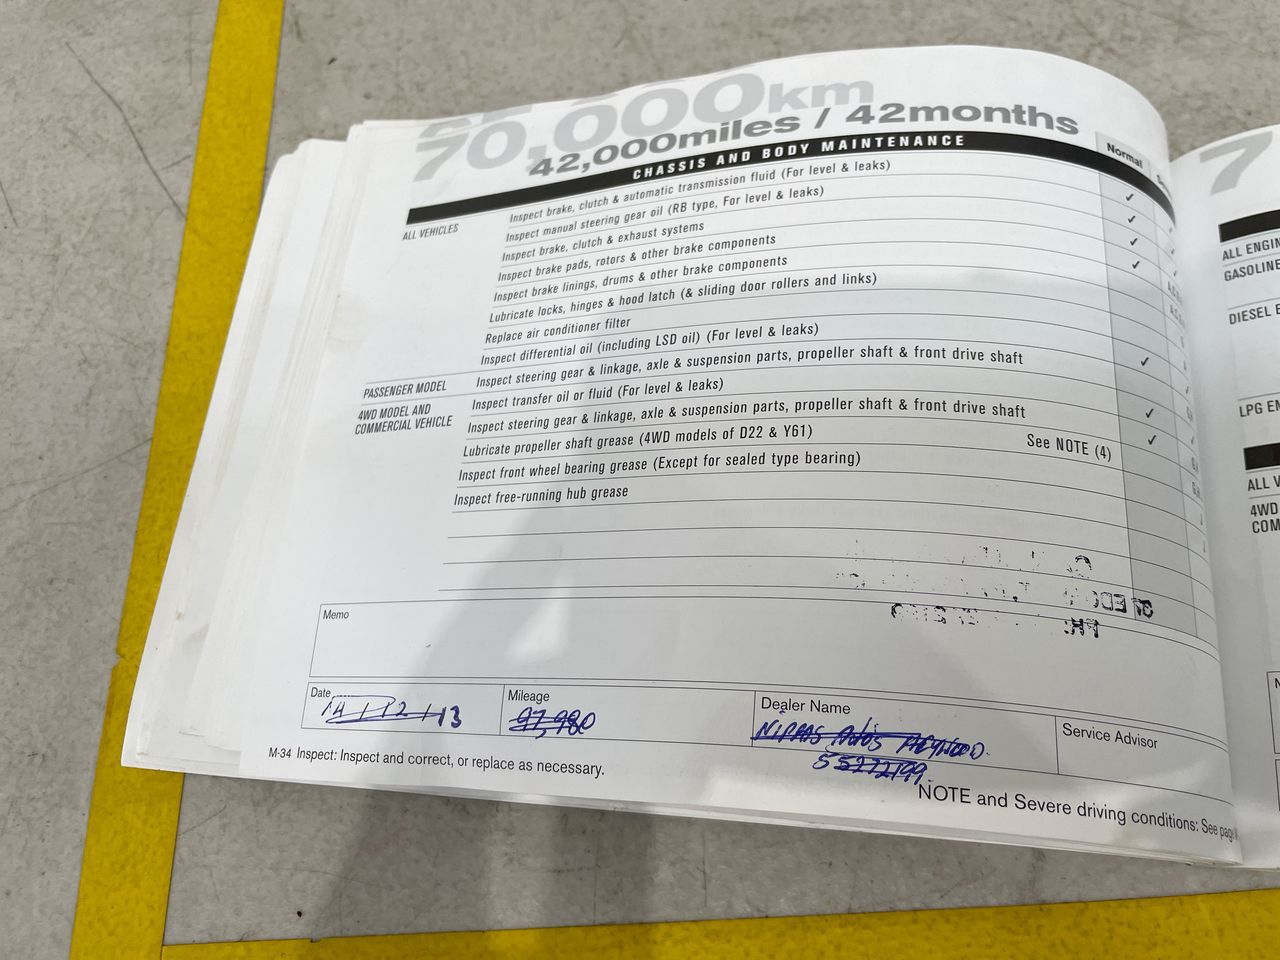 70,000km
42,000miles / 42months
CHASSIS AND BODY MAINTENANCE
Normal
ALL VEHICLES
Inspect brake, clutch & automatic transmission fluid (For level & leaks)
Inspect manual steering gear oil (RB type, For level & leaks)
Inspect brake, clutch & exhaust systems
Inspect brake pads, rotors & other brake components
Inspect brake linings, drums & other brake components
Lubricate locks, hinges & hood latch (& sliding door rollers and links)
Replace air conditioner filter
Inspect differential oil (including LSD oil) (For level & leaks)
PASSENGER MODEL
Inspect steering gear & linkage, axle & suspension parts, propeller shaft & front drive shaft
4WD MODEL AND
COMMERCIAL VEHICLE
Inspect transfer oil or fluid (For level & leaks)
Inspect steering gear & linkage, axle & suspension parts, propeller shaft & front drive shaft
Lubricate propeller shaft grease (4WD models of D22 & Y61) See NOTE (4)
Inspect front wheel bearing grease (Except for sealed type bearing)
Inspect free-running hub grease
Memo
Date
14/12/13
Mileage
97,980
Dealer Name
55272199
Service Advisor
M-34 Inspect: Inspect and correct, or replace as necessary.
NOTE and Severe driving conditions: See page
7
ALL ENGIN
GASOLINE
DIESEL E
LPG EN
ALL V
4WD
COM